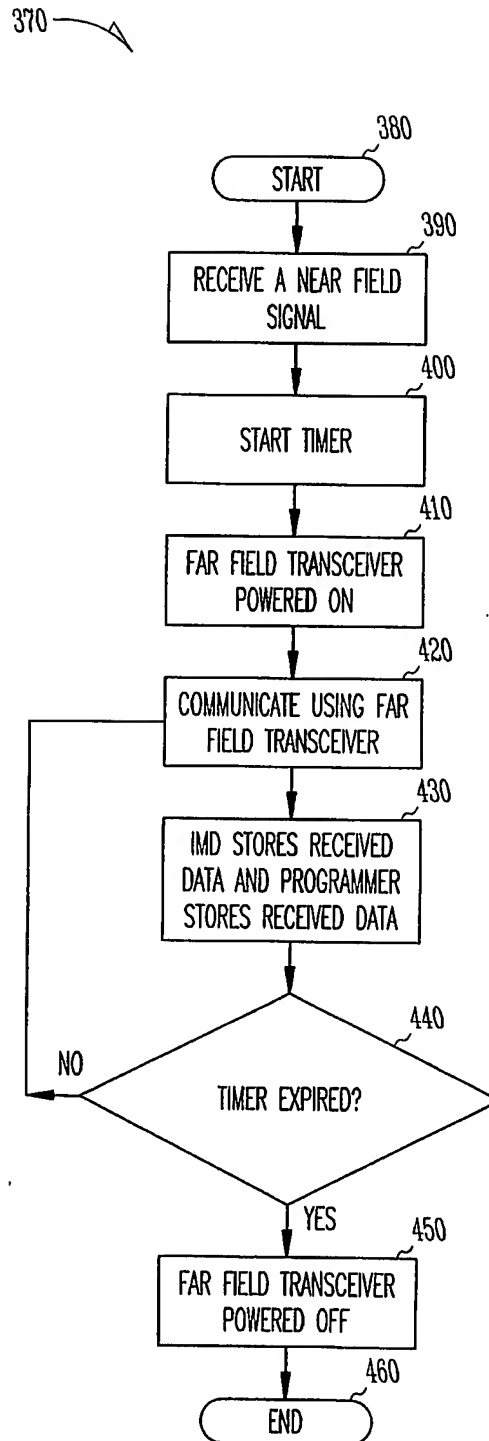 370
380
START
390
RECEIVE A NEAR FIELD
SIGNAL
400
START TIMER
410
FAR FIELD TRANSCEIVER
POWERED ON
420
COMMUNICATE USING FAR
FIELD TRANSCEIVER
430
IMD STORES RECEIVED
DATA AND PROGRAMMER
STORES RECEIVED DATA
440
NO
TIMER EXPIRED?
YES
450
FAR FIELD TRANSCEIVER
POWERED OFF
460
END